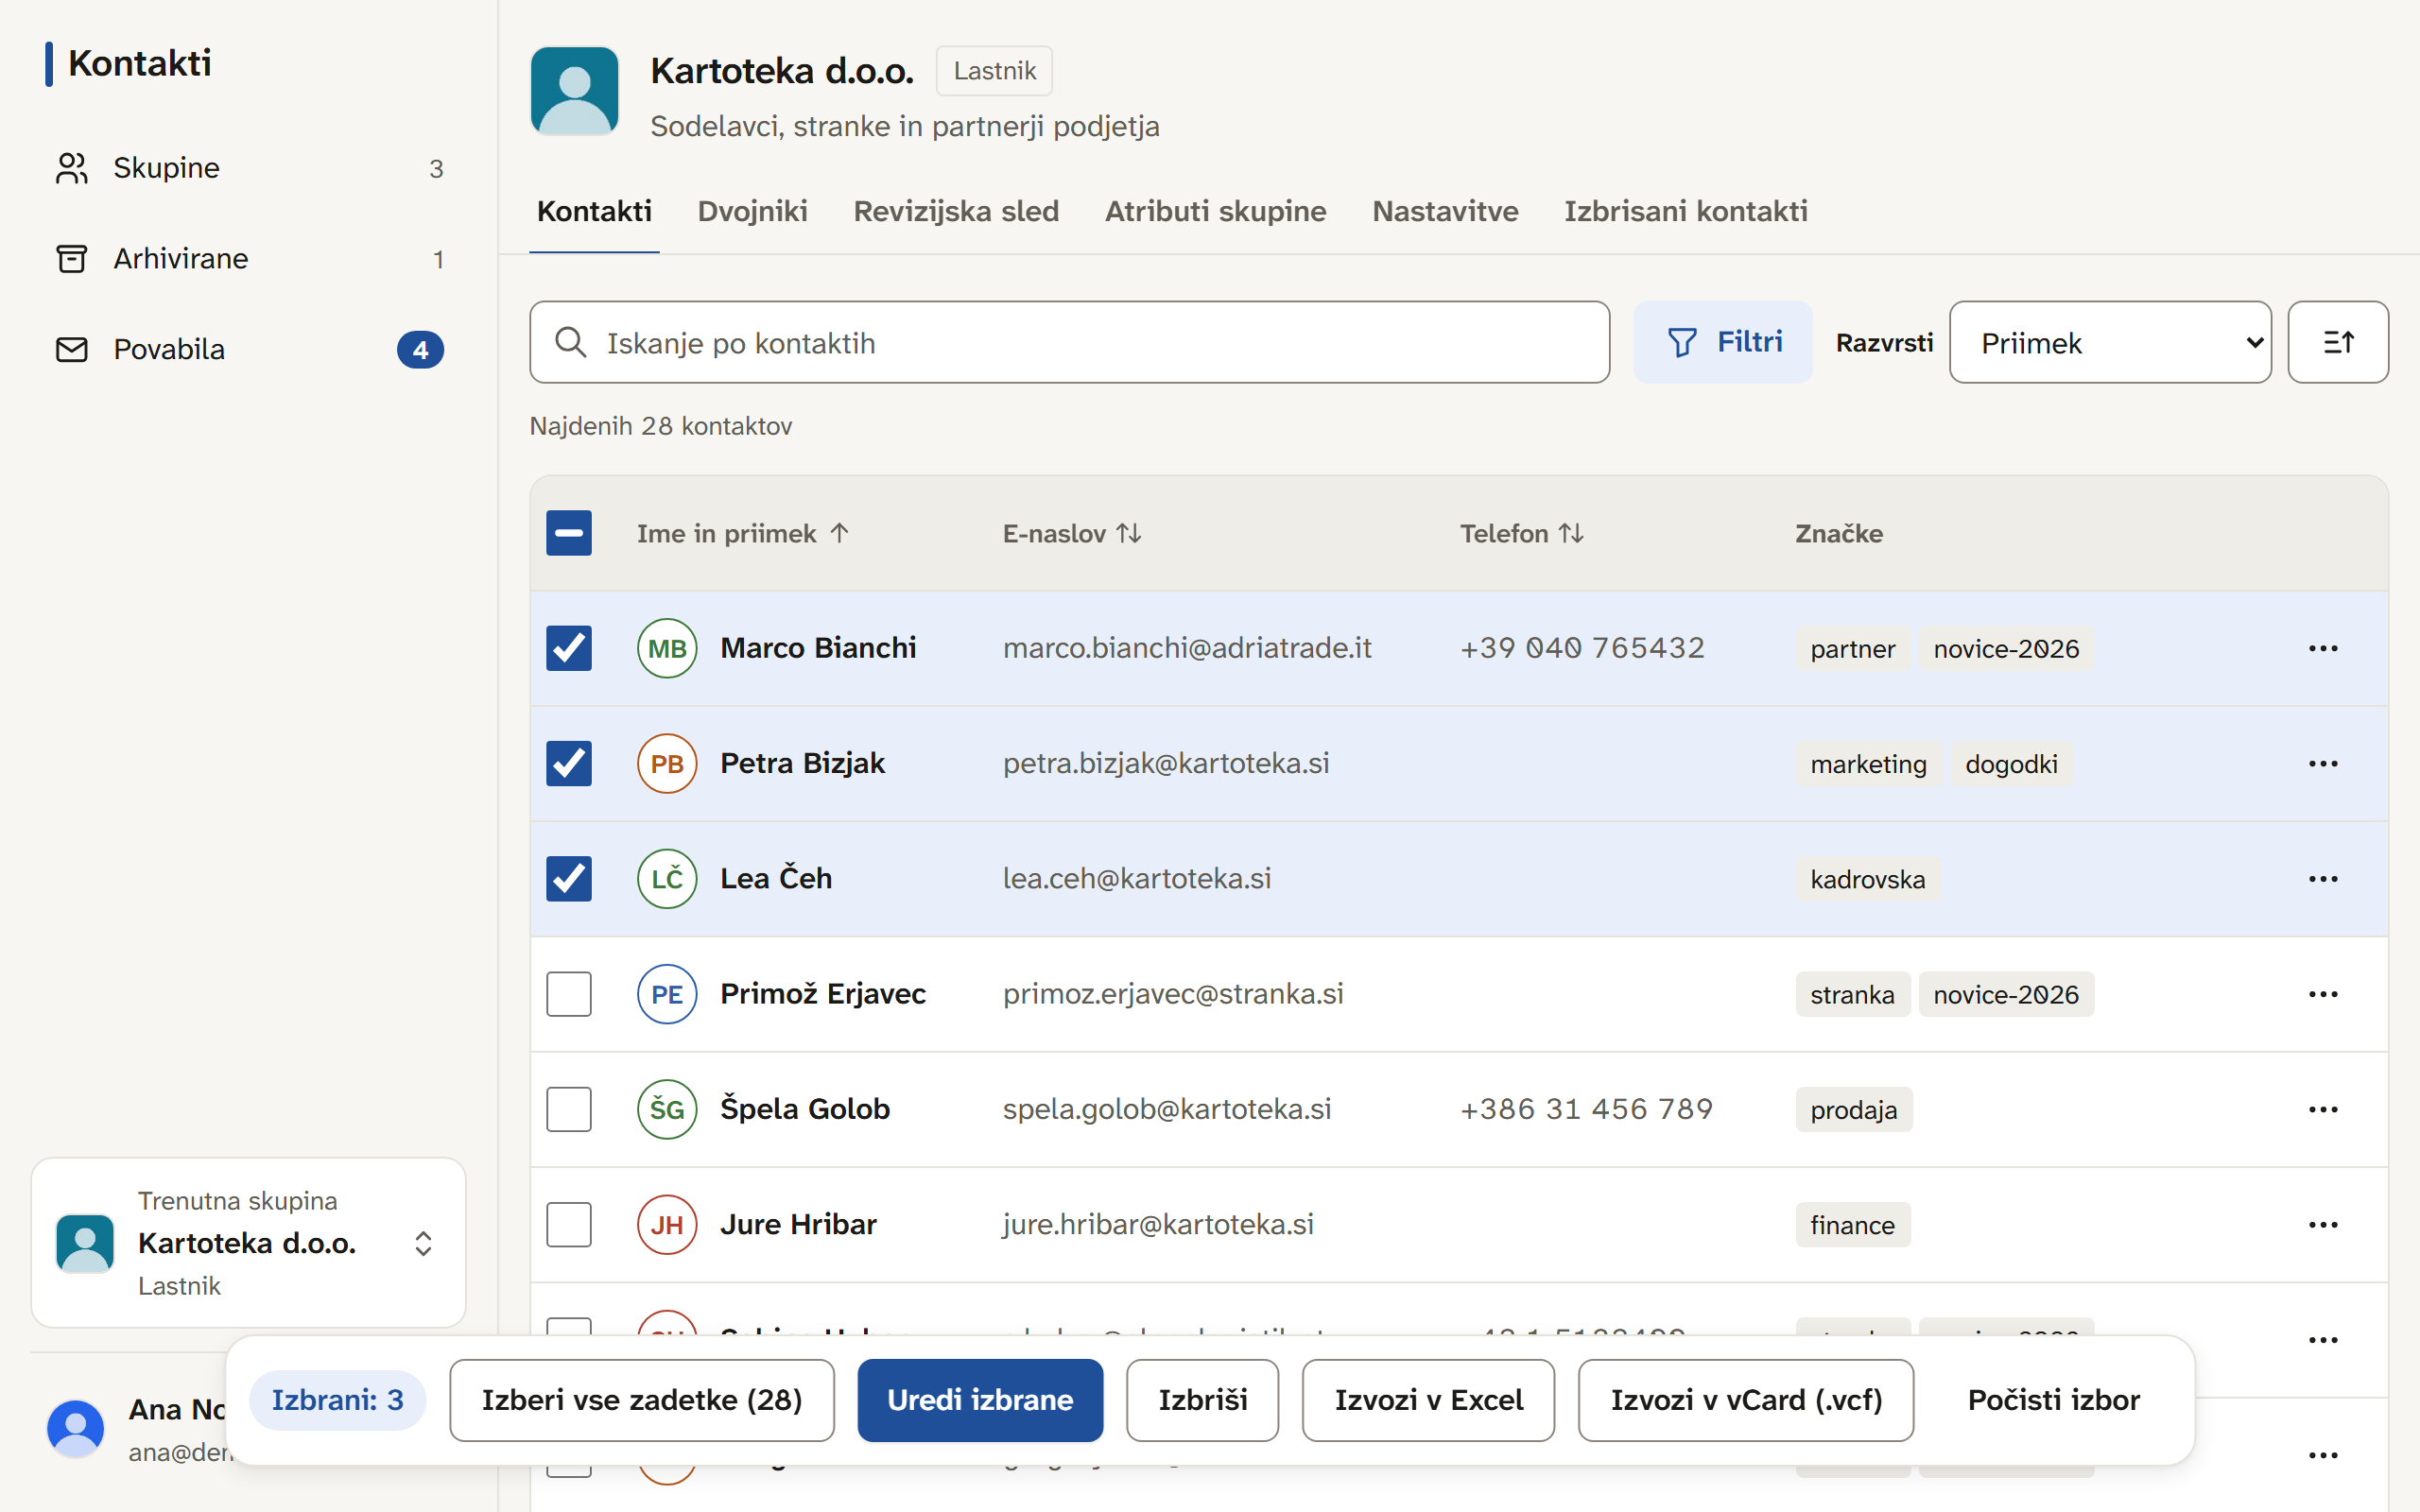 Kontakti
Skupine 3
Arhivirane 1
Povabila 4
Trenutna skupina
Kartoteka d.o.o.
Lastnik
Ana
Kartoteka d.o.o. Lastnik
Sodelavci, stranke in partnerji podjetja
Kontakti Dvojniki Revizijska sled Atributi skupine Nastavitve Izbrisani kontakti
Iskanje po kontaktih Filtri Razvrsti Priimek
Najdenih 28 kontaktov
Ime in priimek E-naslov Telefon Značke
MB Marco Bianchi marco.bianchi@adriatrade.it +39 040 765432 partner novice-2026
PB Petra Bizjak petra.bizjak@kartoteka.si marketing dogodki
LČ Lea Čeh lea.ceh@kartoteka.si kadrovska
PE Primož Erjavec primoz.erjavec@stranka.si stranka novice-2026
ŠG Špela Golob spela.golob@kartoteka.si +386 31 456 789 prodaja
JH Jure Hribar jure.hribar@kartoteka.si finance
Izbrani: 3 Izberi vse zadetke (28) Uredi izbrane Izbriši Izvozi v Excel Izvozi v vCard (.vcf) Počisti izbor